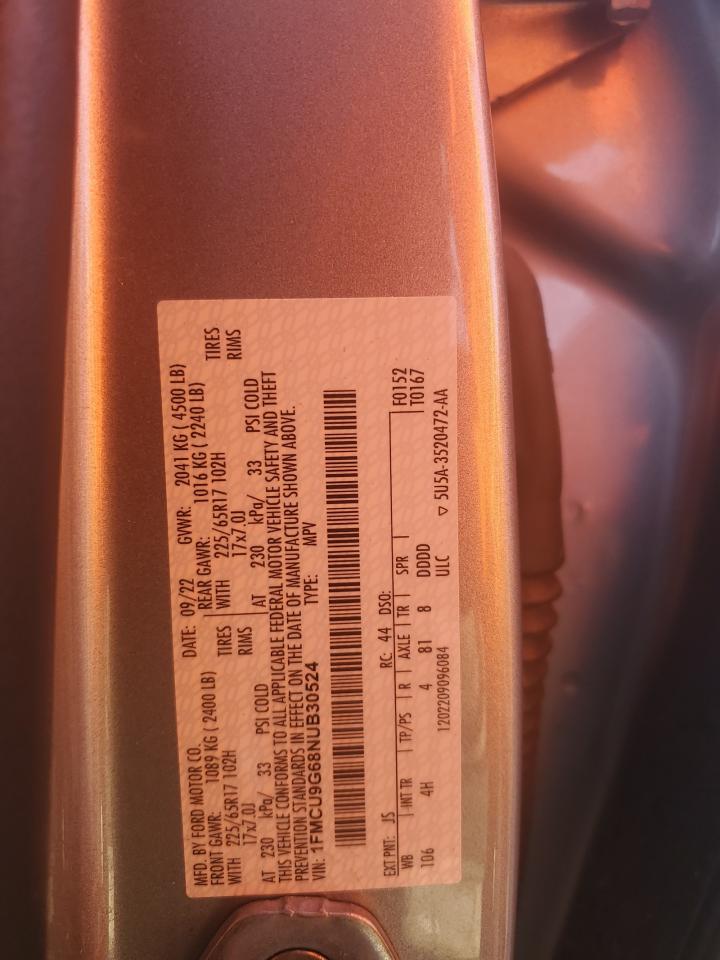 MFD. BY FORD MOTOR CO. DATE: 09/22 GVWR: 2041 KG ( 4500 LB)
FRONT GAWR: 1089 KG ( 2400 LB) REAR GAWR: 1016 KG ( 2240 LB)
WITH 225/65R17 102H TIRES WITH 225/65R17 102H TIRES
17x7.0J RIMS 17x7.0J RIMS
AT 230 kPa/ 33 PSI COLD AT 230 kPa/ 33 PSI COLD
THIS VEHICLE CONFORMS TO ALL APPLICABLE FEDERAL MOTOR VEHICLE SAFETY AND THEFT
PREVENTION STANDARDS IN EFFECT ON THE DATE OF MANUFACTURE SHOWN ABOVE.
VIN: 1FMCU9G68NUB30524 TYPE: MPV
EXT PNT: JS RC: 44 DSO: F0152
WB INT TR TP/PS R AXLE TR SPR T0167
106 4H 4 81 8 DDDD
1202209096084 ULC ▽ 5U5A-3520472-AA